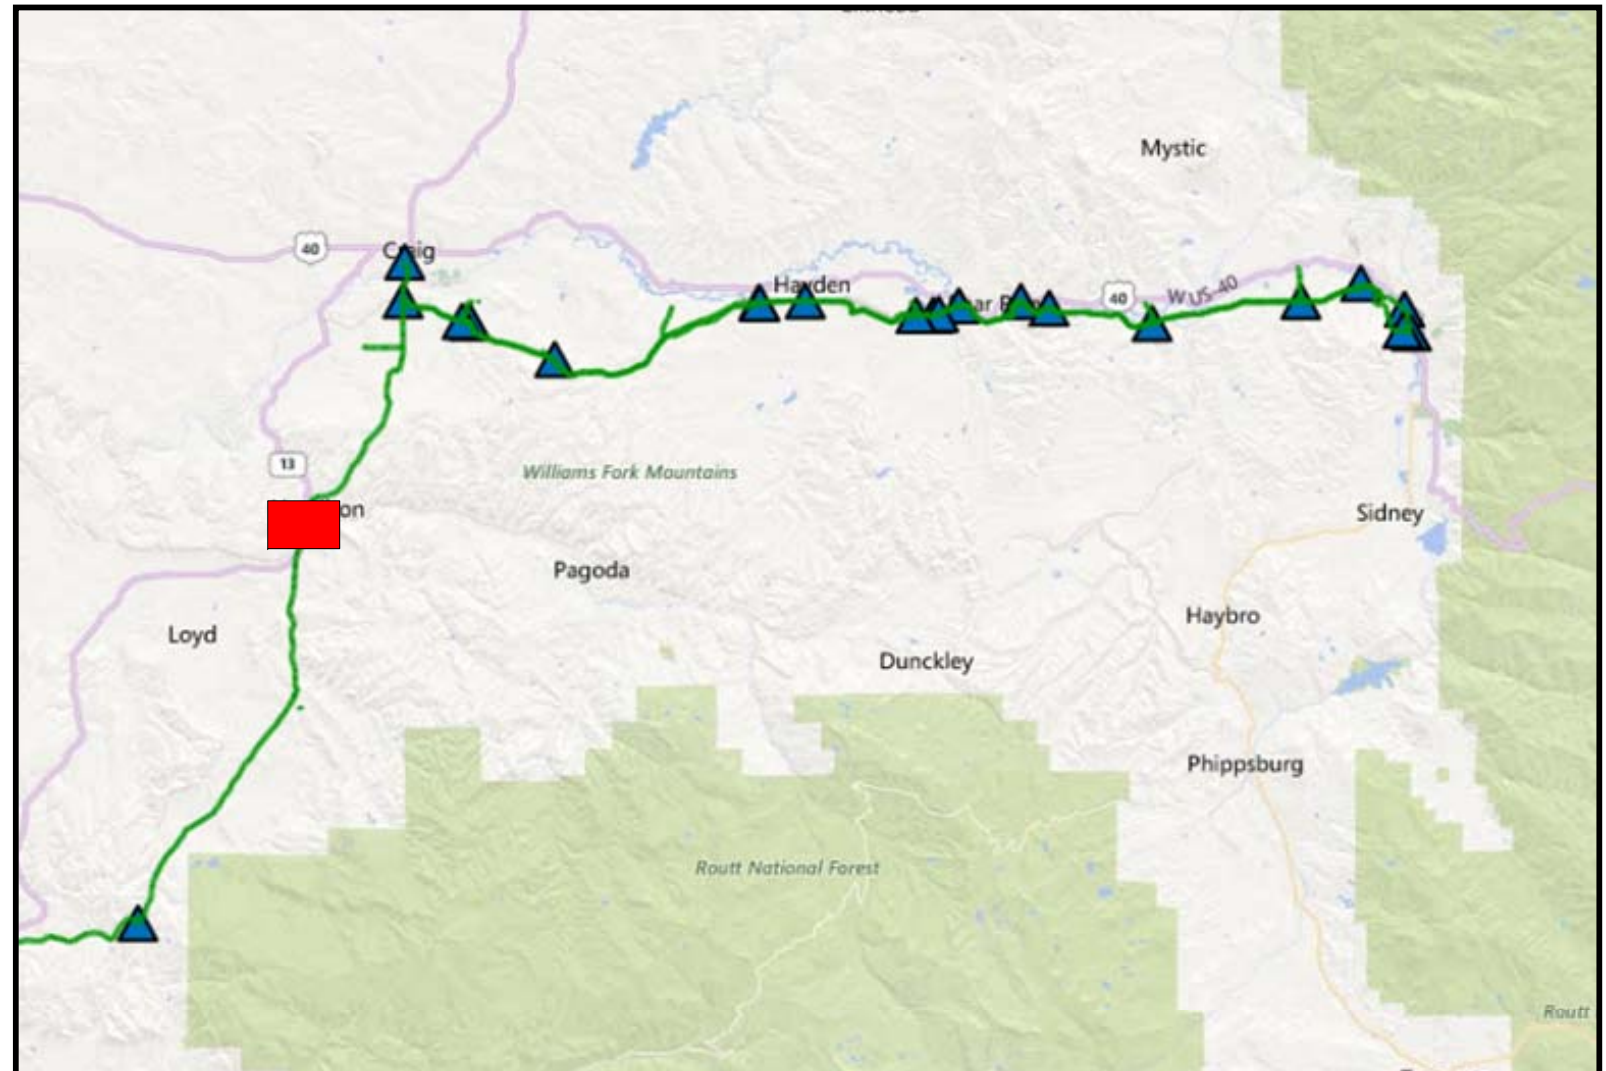 Mystic
40
Craig
Hayden
40
W US-40
13
on
Williams Fork Mountains
Sidney
Pagoda
Haybro
Loyd
Dunckley
Phippsburg
Routt National Forest
Routt